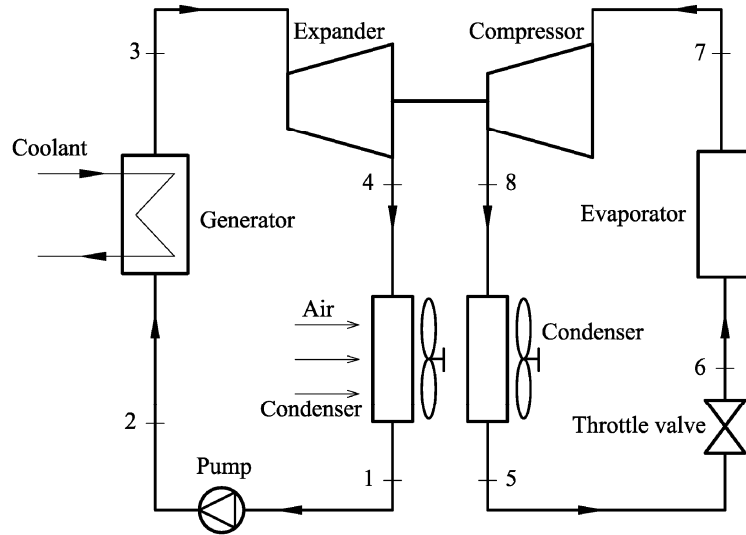 Expander
Compressor
3
7
Coolant
4
8
Generator
Evaporator
Air
Condenser
6
Condenser
2
Throttle valve
Pump
1
5